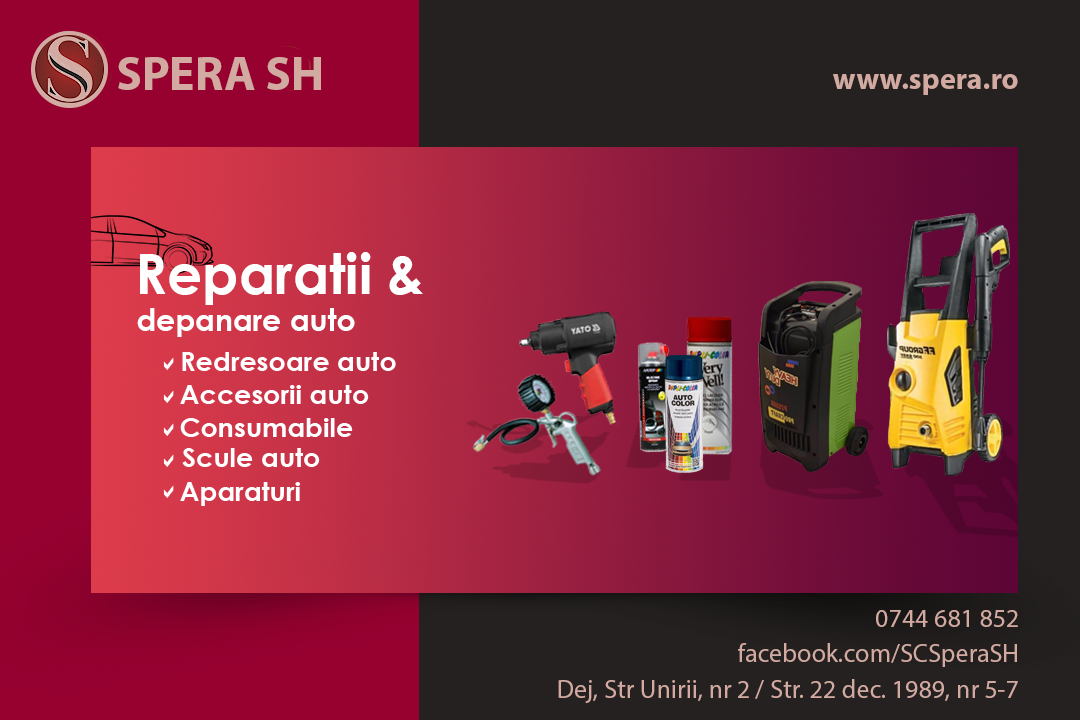 S SPERA SH
www.spera.ro
Reparatii &
depanare auto
Redresoare auto
Accesorii auto
Consumabile
Scule auto
Aparaturi
YATO
AUTO
COLOR
0744 681 852
facebook.com/SCSperaSH
Dej, Str Unirii, nr 2 / Str. 22 dec. 1989, nr 5-7